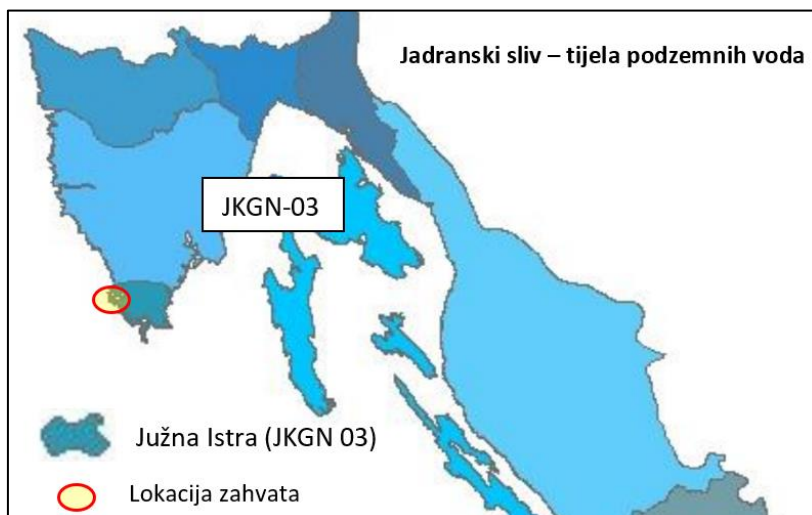 Jadranski sliv – tijela podzemnih voda
JKGN-03
Južna Istra (JKGN 03)
Lokacija zahvata